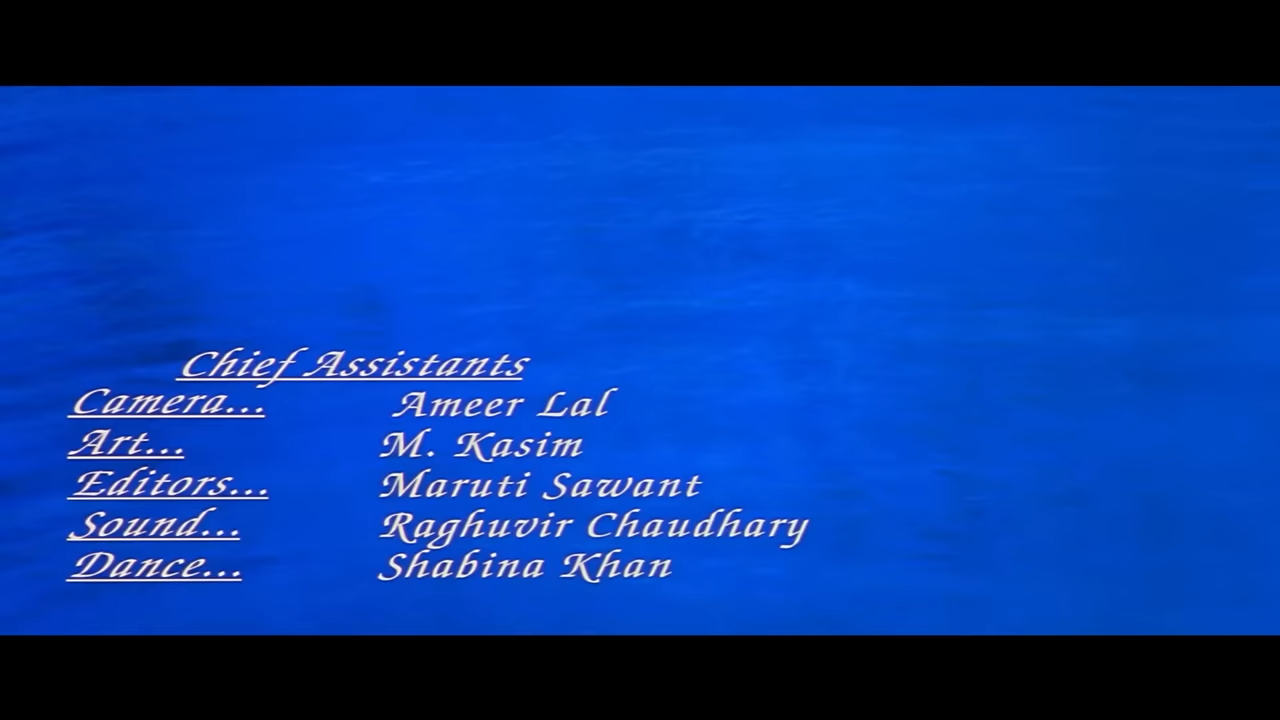 Chief Assistants
Camera... Ameer Lal
Art... M. Kasim
Editors... Maruti Sawant
Sound... Raghuvir Chaudhary
Dance... Shabina Khan